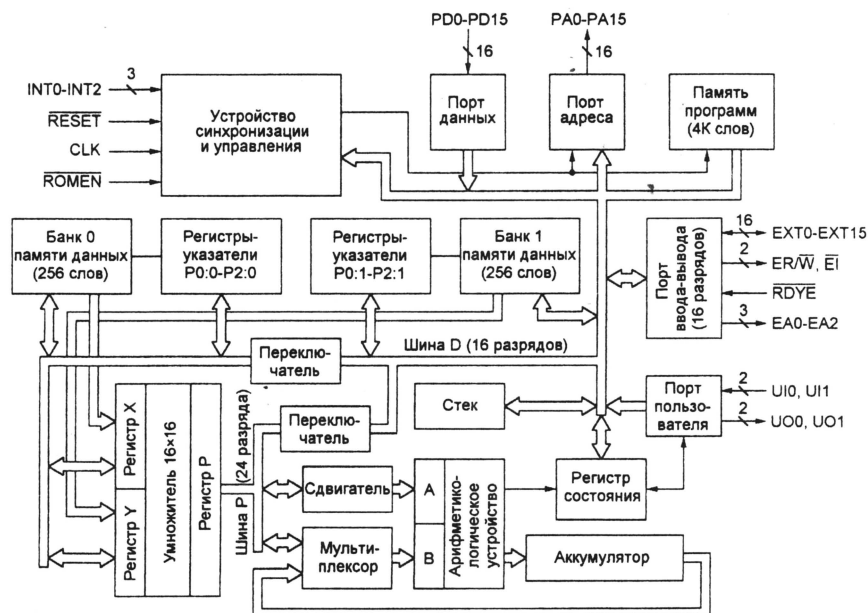 PD0-PD15
PA0-PA15
16
16
3
INT0-INT2
RESET
CLK
ROMEN
Устройство
синхронизации
и управления
Порт
данных
Порт
адреса
Память
программ
(4К слов)
Банк 0
памяти данных
(256 слов)
Регистры-
указатели
P0:0-P2:0
Регистры-
указатели
P0:1-P2:1
Банк 1
памяти данных
(256 слов)
Порт
ввода-вывода
(16 разрядов)
16
EXT0-EXT15
2
ER/W, EI
RDYE
3
EA0-EA2
Переключ-
чатель
Шина D (16 разрядов)
Регистр X
Регистр Y
Умножитель 16×16
Регистр P
Шина P (24 разряда)
Переклю-
чатель
Стек
Порт
пользо-
вателя
2
UI0, UI1
2
UO0, UO1
Сдвигатель
A
B
Арифметико-
логическое
устройство
Регистр
состояния
Мульти-
плексор
Аккумулятор